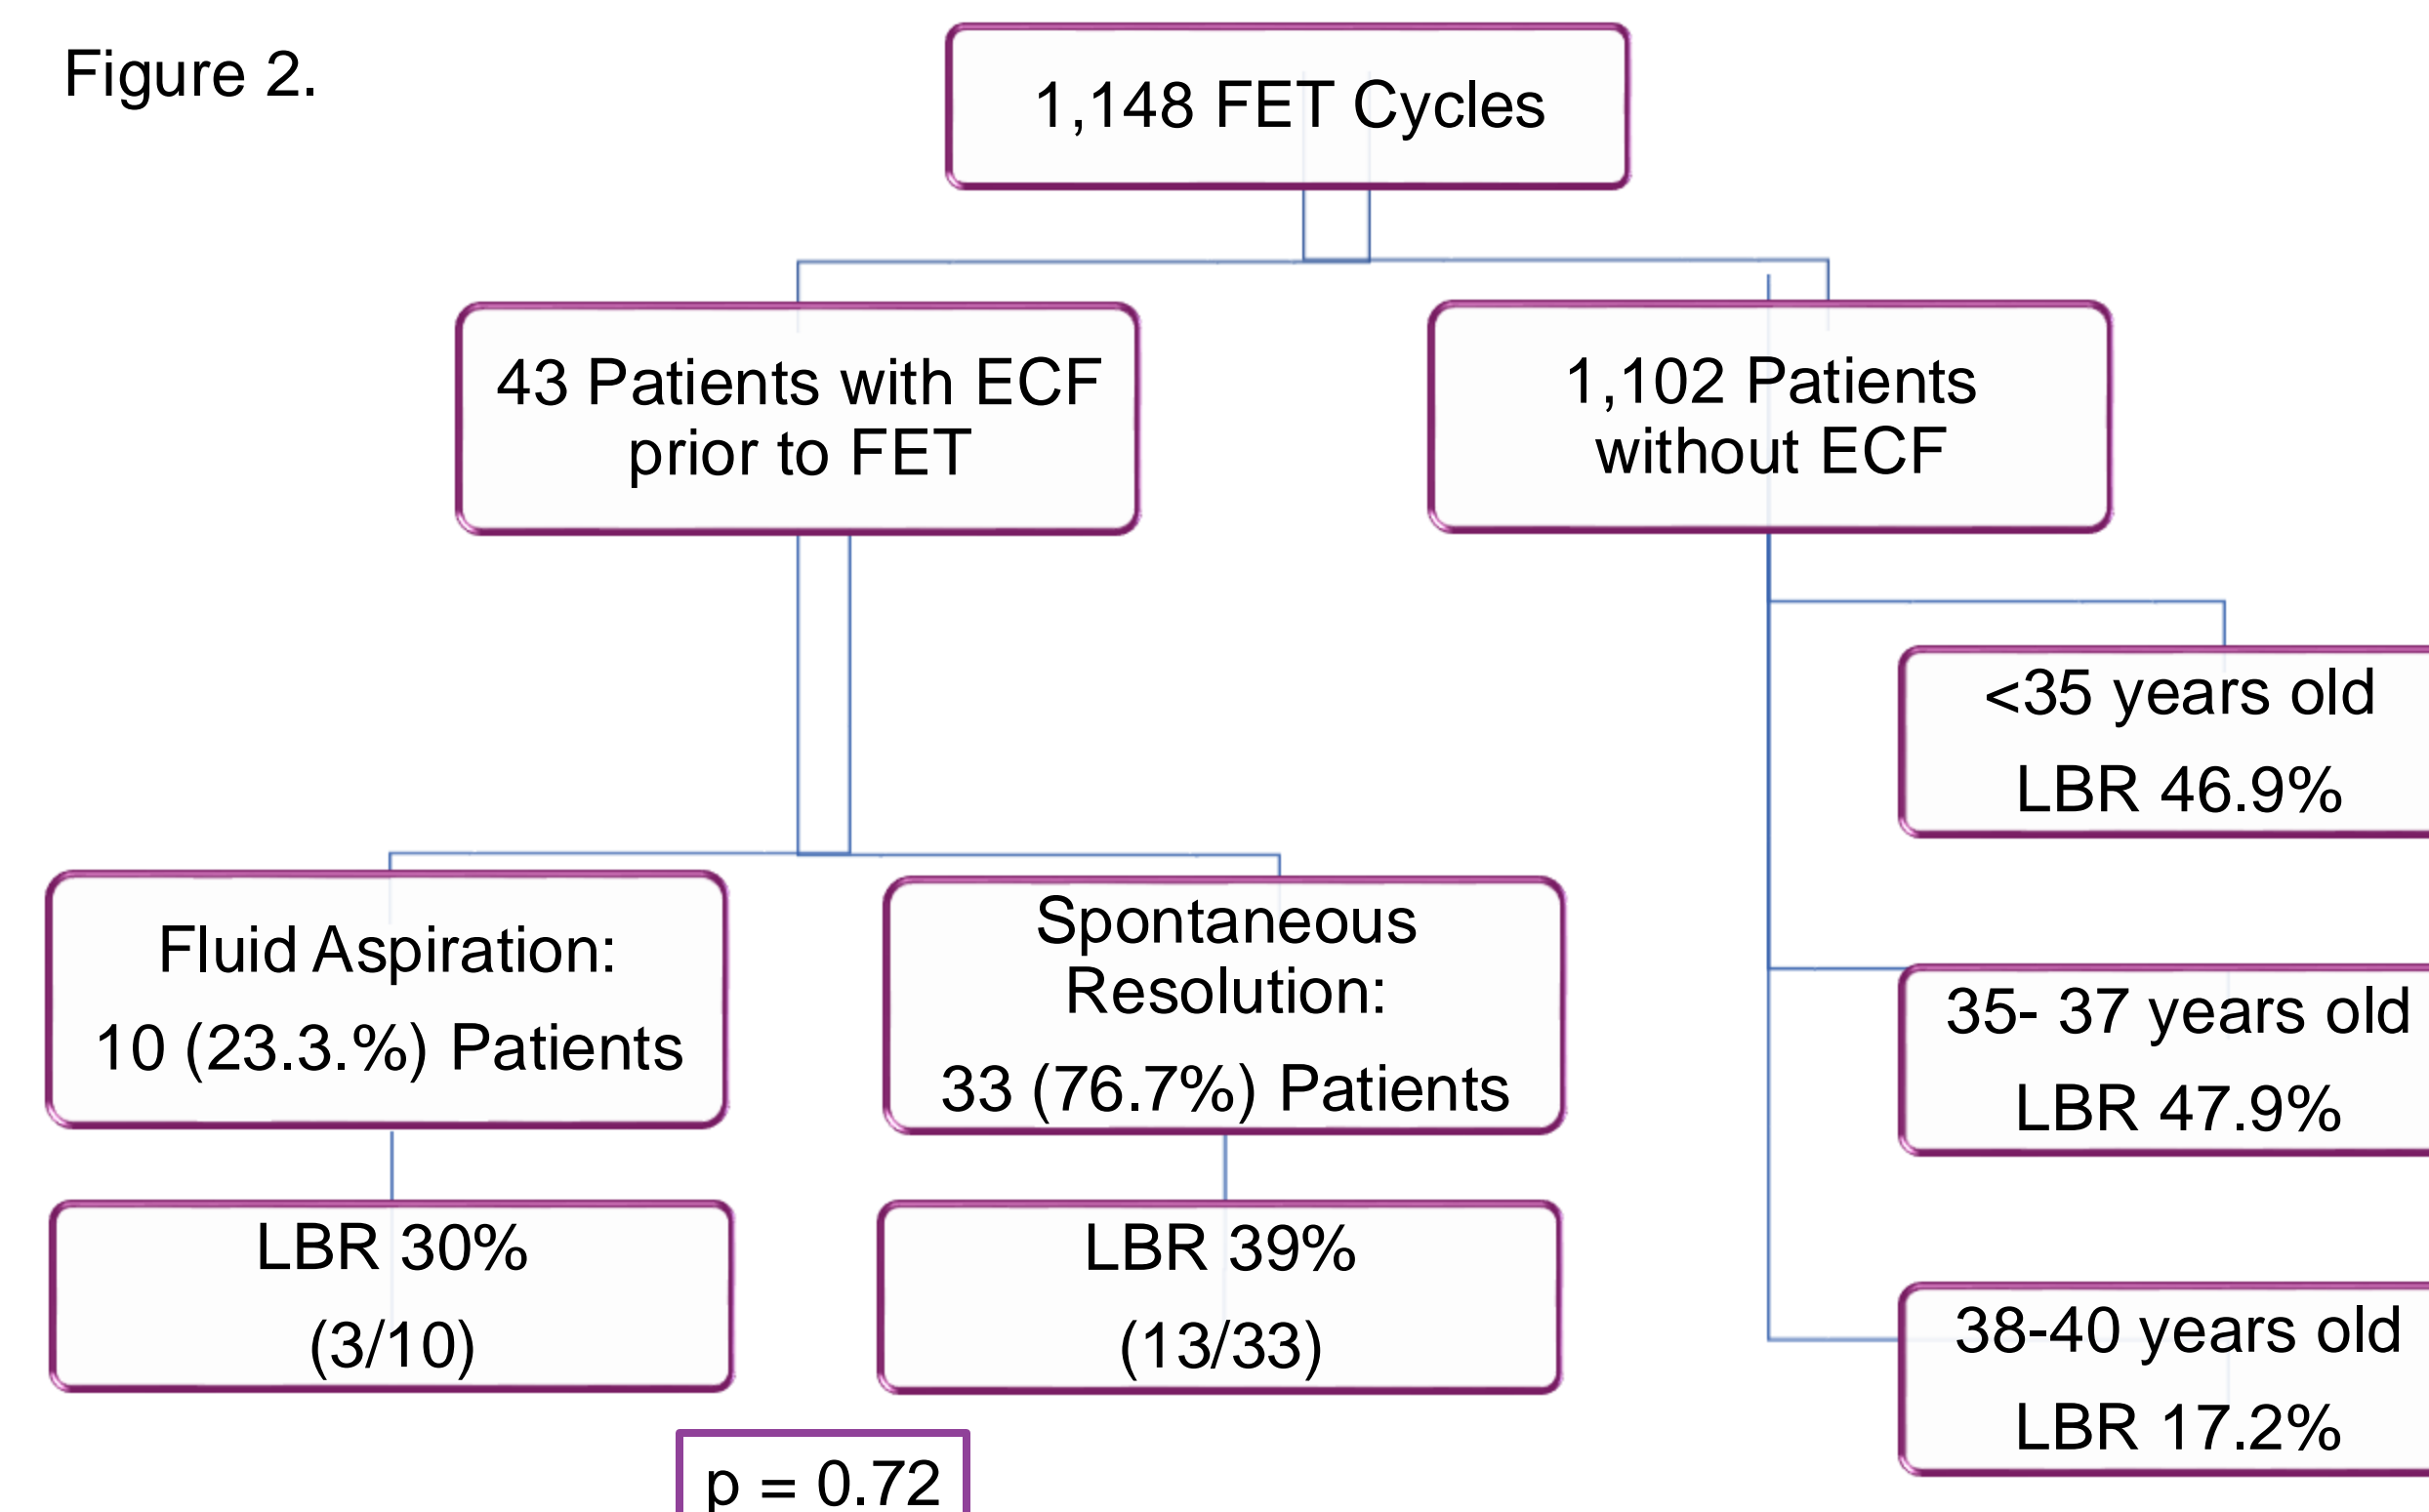 Figure 2.
1,148 FET Cycles
43 Patients with ECF
prior to FET
1,102 Patients
without ECF
<35 years old
LBR 46.9%
35- 37 years old
LBR 47.9%
38-40 years old
LBR 17.2%
Fluid Aspiration:
10 (23.3.%) Patients
Spontaneous
Resolution:
33 (76.7%) Patients
LBR 30%
(3/10)
LBR 39%
(13/33)
p = 0.72